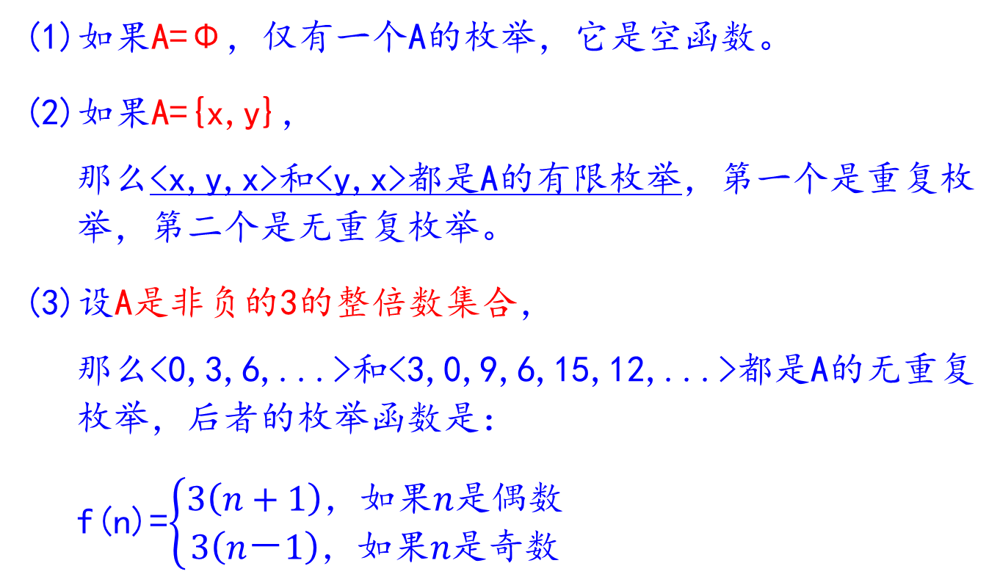 (1)如果A=Φ，仅有一个A的枚举，它是空函数。
(2)如果A={x,y}，
那么<x,y,x>和<y,x>都是A的有限枚举，第一个是重复枚
举，第二个是无重复枚举。
(3)设A是非负的3的整倍数集合，
那么<0,3,6,...>和<3,0,9,6,15,12,...>都是A的无重复
枚举，后者的枚举函数是：
f(n)={3(n+1)，如果n是偶数
3(n－1)，如果n是奇数